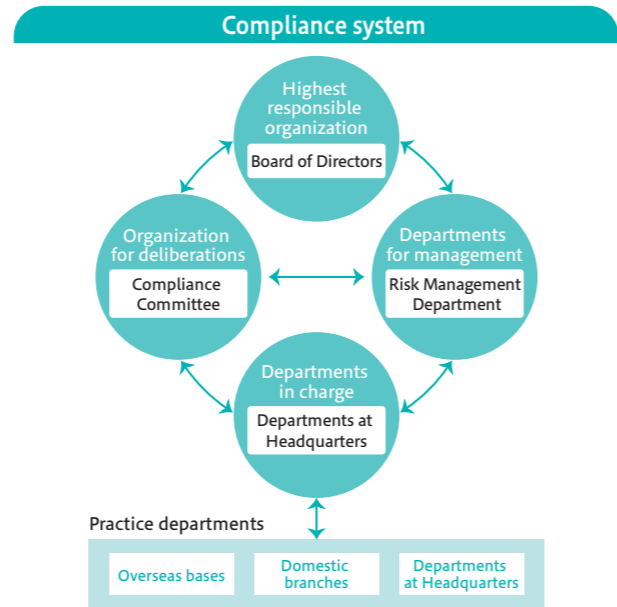 Compliance system
Highest
responsible
organization
Board of Directors
Organization
for deliberations
Compliance
Committee
Departments
for management
Risk Management
Department
Departments
in charge
Departments at
Headquarters
Practice departments
Overseas bases
Domestic
branches
Departments
at Headquarters